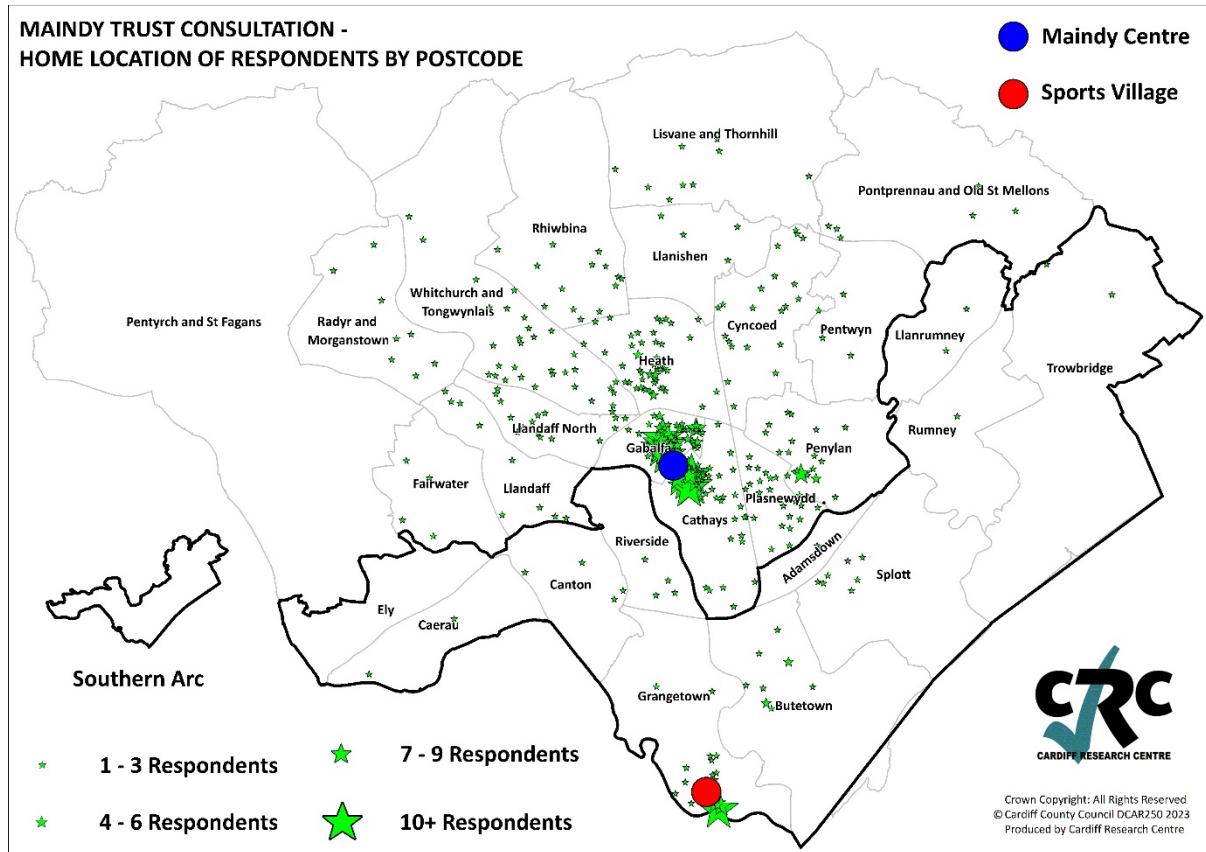 MAINDY TRUST CONSULTATION -
HOME LOCATION OF RESPONDENTS BY POSTCODE
Maindy Centre
Sports Village
Lisvane and Thornhill
Pontprennau and Old St Mellons
Rhiwbina
Llanishen
Whitchurch and
Tongwynlais
Pentyrch and St Fagans
Radyr and
Morganstown
Cyncoed
Pentwyn
Llanrumney
Heath
Trowbridge
Llandaff North
Gabalfa
Penylan
Rumney
Fairwater
Llandaff
Plasnewydd
Cathays
Riverside
Adamsdown
Canton
Splott
Ely
Caerau
Southern Arc
Grangetown
Butetown
1 - 3 Respondents
4 - 6 Respondents
7 - 9 Respondents
10+ Respondents
CRC
CARDIFF RESEARCH CENTRE
Crown Copyright: All Rights Reserved
© Cardiff County Council DCAR250 2023
Produced by Cardiff Research Centre